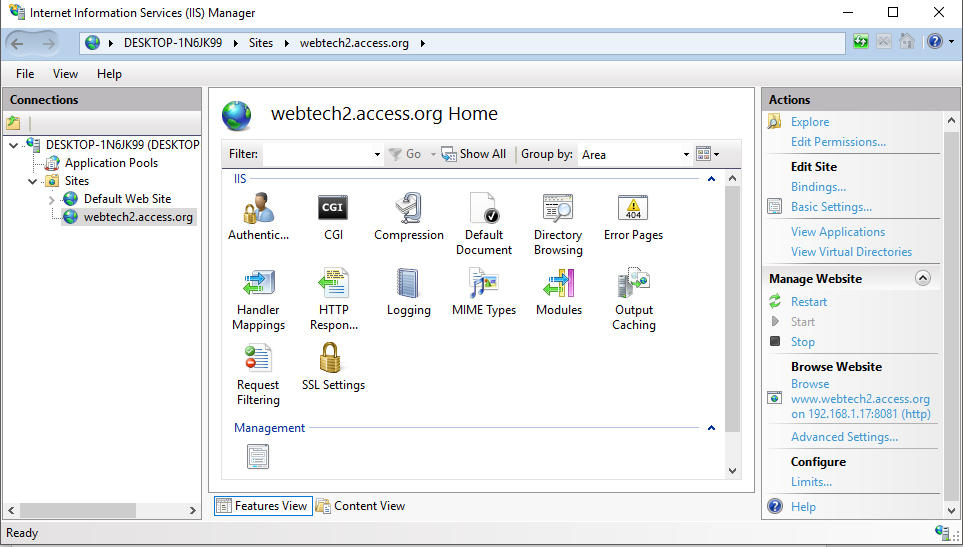 Internet Information Services (IIS) Manager
DESKTOP-1N6JK99 Sites webtech2.access.org
File View Help
Connections
DESKTOP-1N6JK99 (DESKTOP
Application Pools
Sites
Default Web Site
webtech2.access.org
webtech2.access.org Home
Filter: Go Show All Group by: Area
IIS
Authentic...
CGI
CGI
Compression
Default
Document
Directory
Browsing
404
Error Pages
Handler
Mappings
HTTP
Respon...
Logging
MIME Types
Modules
Output
Caching
Request
Filtering
SSL Settings
Management
Features View Content View
Actions
Explore
Edit Permissions...
Edit Site
Bindings...
Basic Settings...
View Applications
View Virtual Directories
Manage Website
Restart
Start
Stop
Browse Website
Browse
www.webtech2.access.org
on 192.168.1.17:8081 (http)
Advanced Settings...
Configure
Limits...
Help
Ready